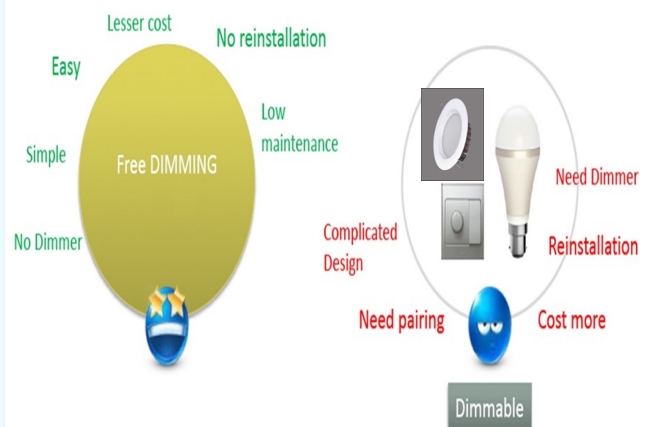 Lesser cost
No reinstallation
Easy
Low
maintenance
Simple
Free DIMMING
No Dimmer
Need Dimmer
Complicated
Design
Reinstallation
Need pairing
Cost more
Dimmable